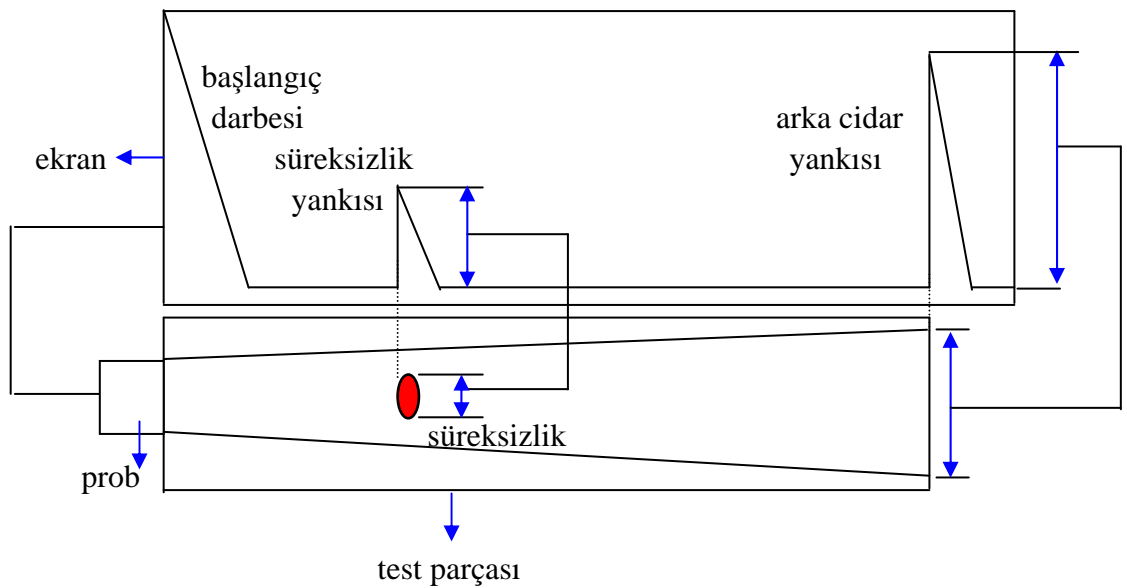 başlangıç
darbesi
süreksizlik
yankısı
arka cidar
yankısı
ekran
süreksizlik
prob
test parçası